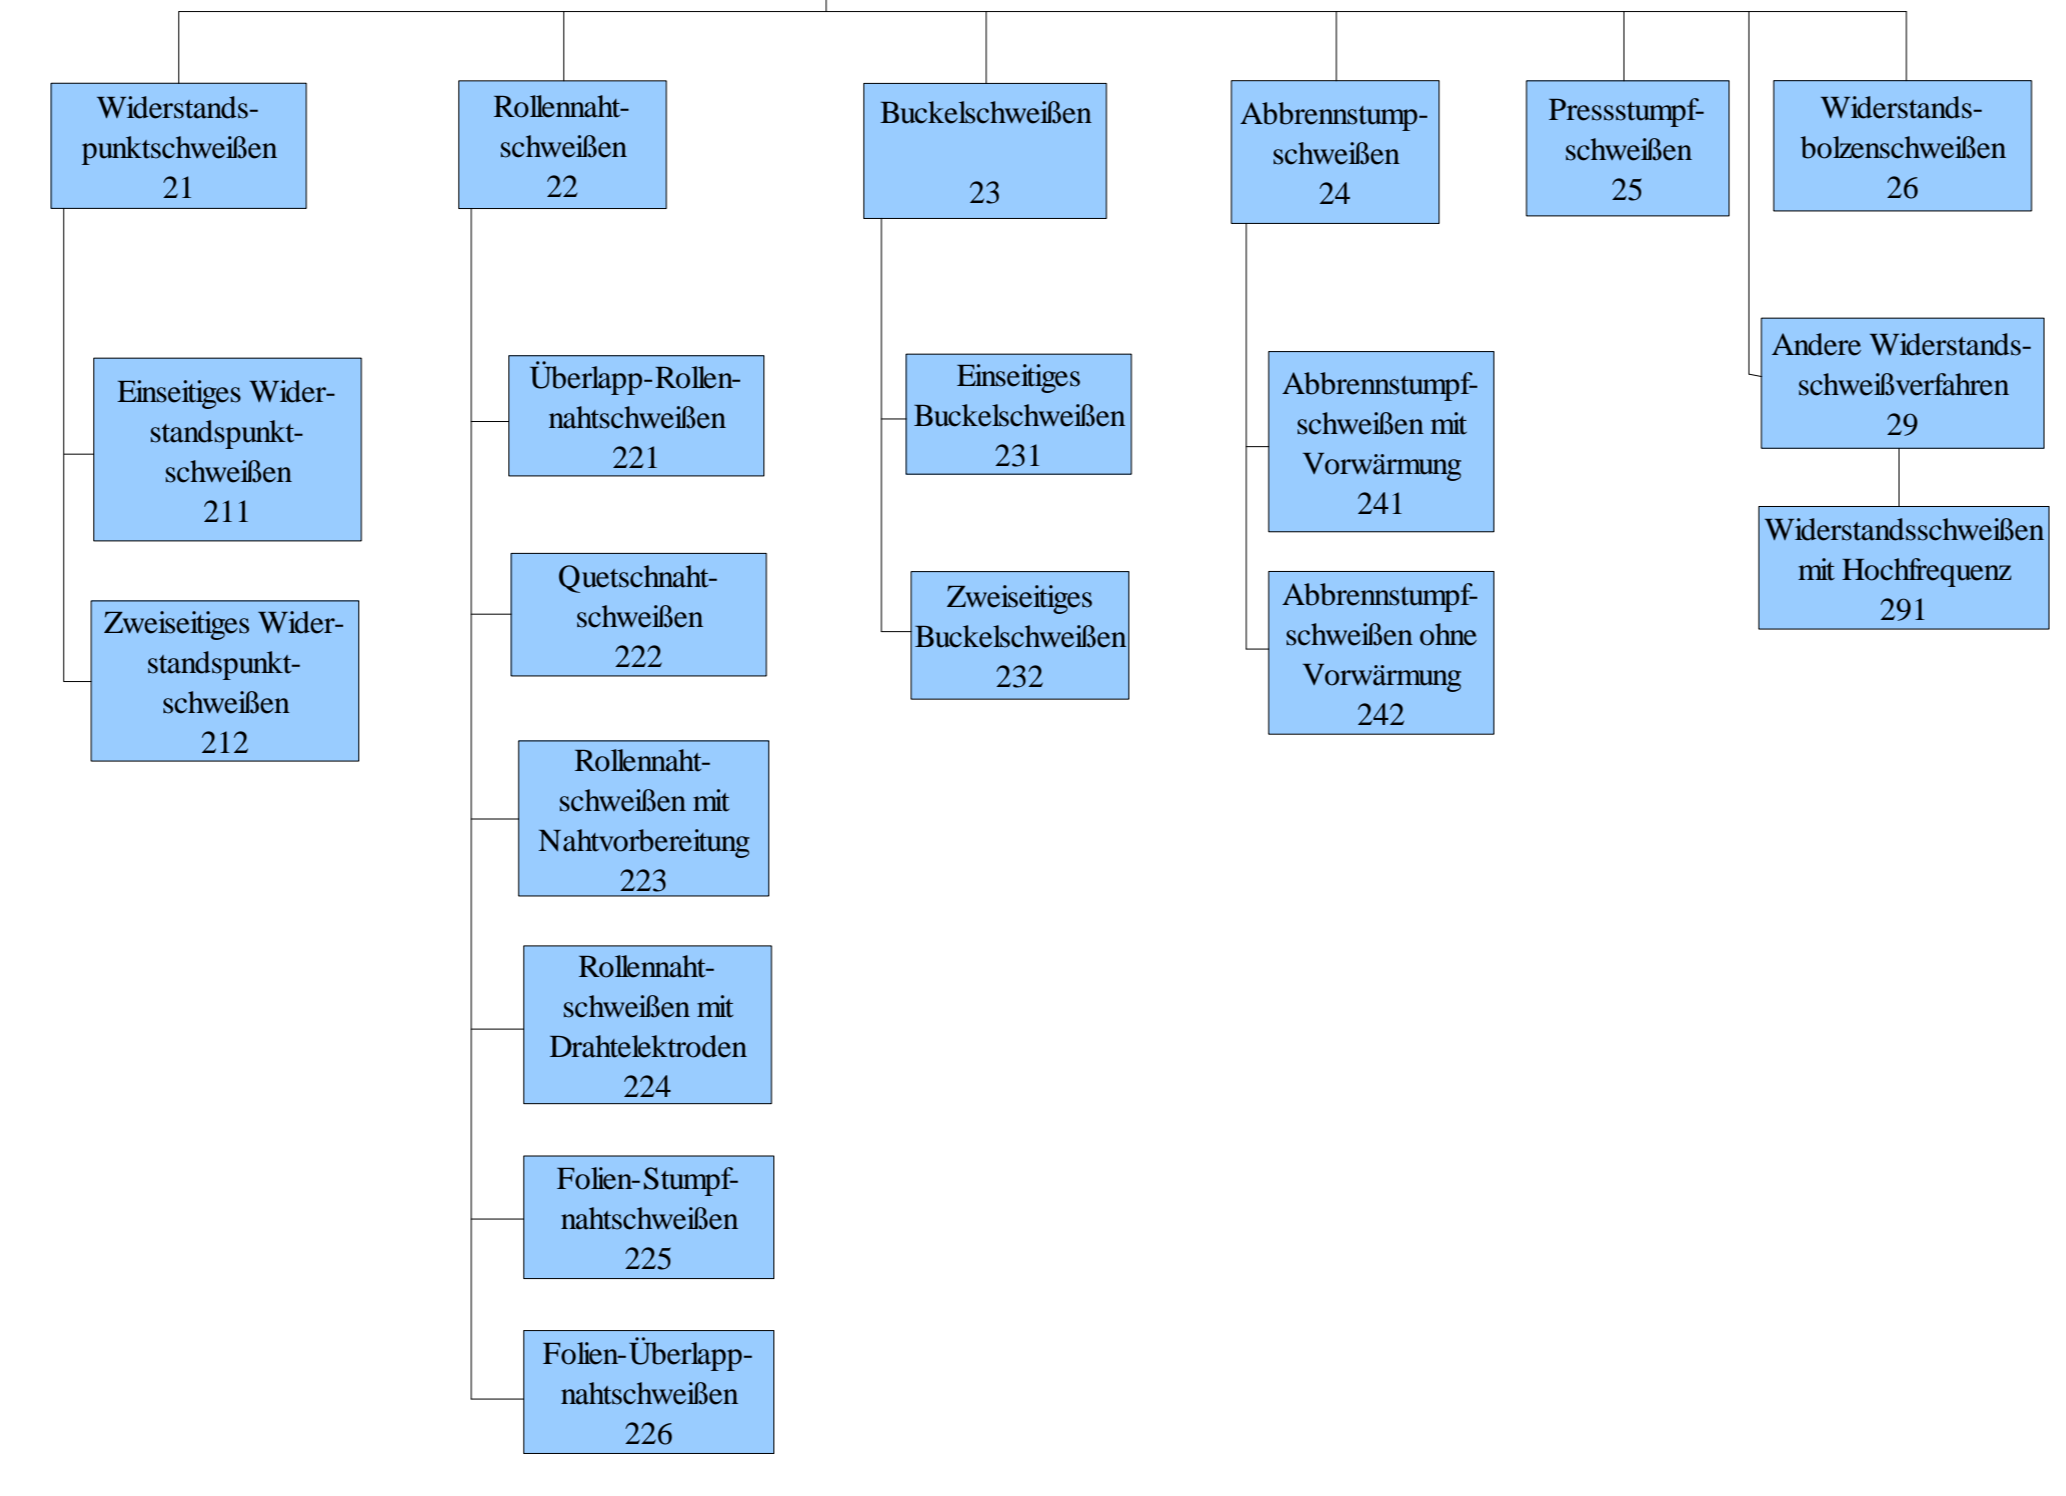 Widerstands-
punktschweißen
21
Rollennaht-
schweißen
22
Buckelschweißen
23
Abbrennstump-
schweißen
24
Pressstumpf-
schweißen
25
Widerstands-
bolzenschweißen
26
Einseitiges Wider-
standspunkt-
schweißen
211
Zweiseitiges Wider-
standspunkt-
schweißen
212
Überlapp-Rollen-
nahtschweißen
221
Quetschnaht-
schweißen
222
Rollennaht-
schweißen mit
Nahtvorbereitung
223
Rollennaht-
schweißen mit
Drahtelektroden
224
Folien-Stumpf-
nahtschweißen
225
Folien-Überlapp-
nahtschweißen
226
Einseitiges
Buckelschweißen
231
Zweiseitiges
Buckelschweißen
232
Abbrennstumpf-
schweißen mit
Vorwärmung
241
Abbrennstumpf-
schweißen ohne
Vorwärmung
242
Andere Widerstands-
schweißverfahren
29
Widerstandsschweißen
mit Hochfrequenz
291